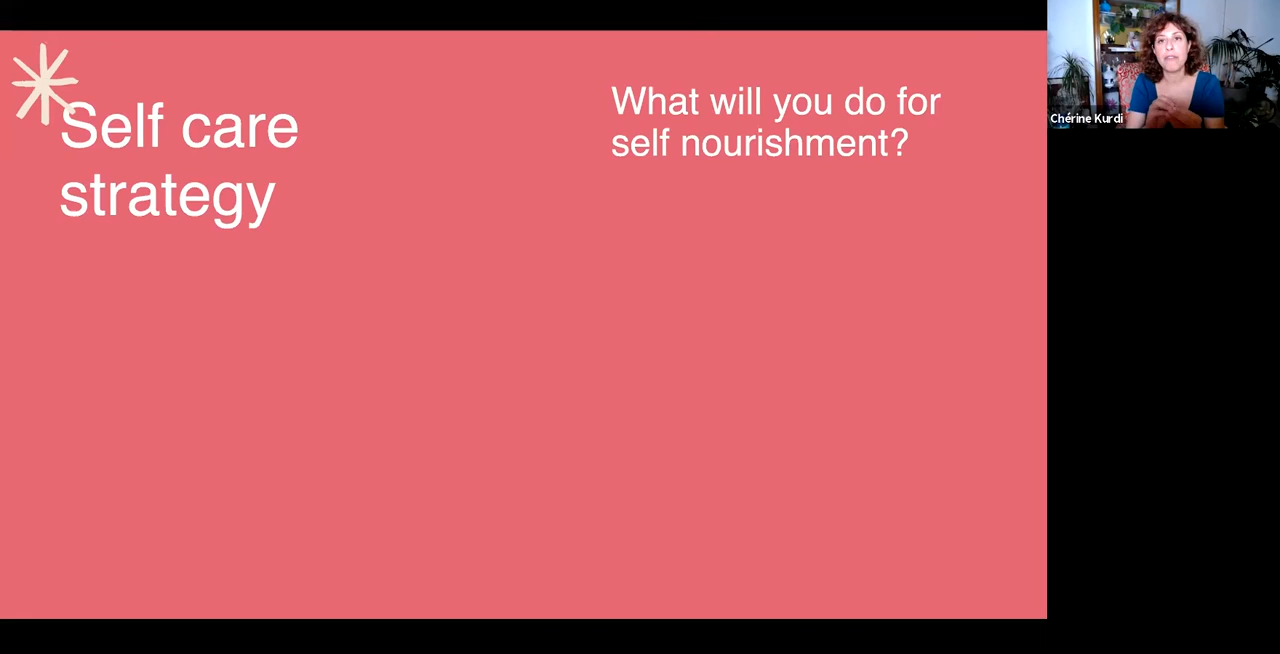 Self care
strategy
What will you do for
self nourishment?
Chérine Kurdi